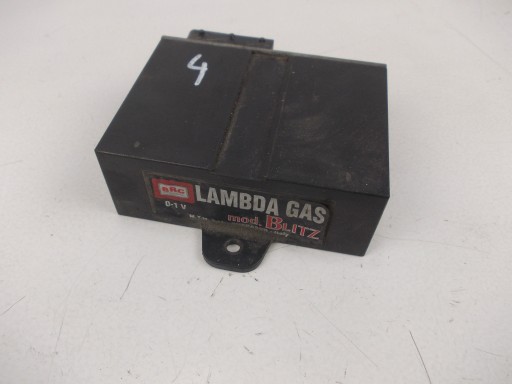 4
BRC
LAMBDA GAS
0-1 V
mod. BLITZ